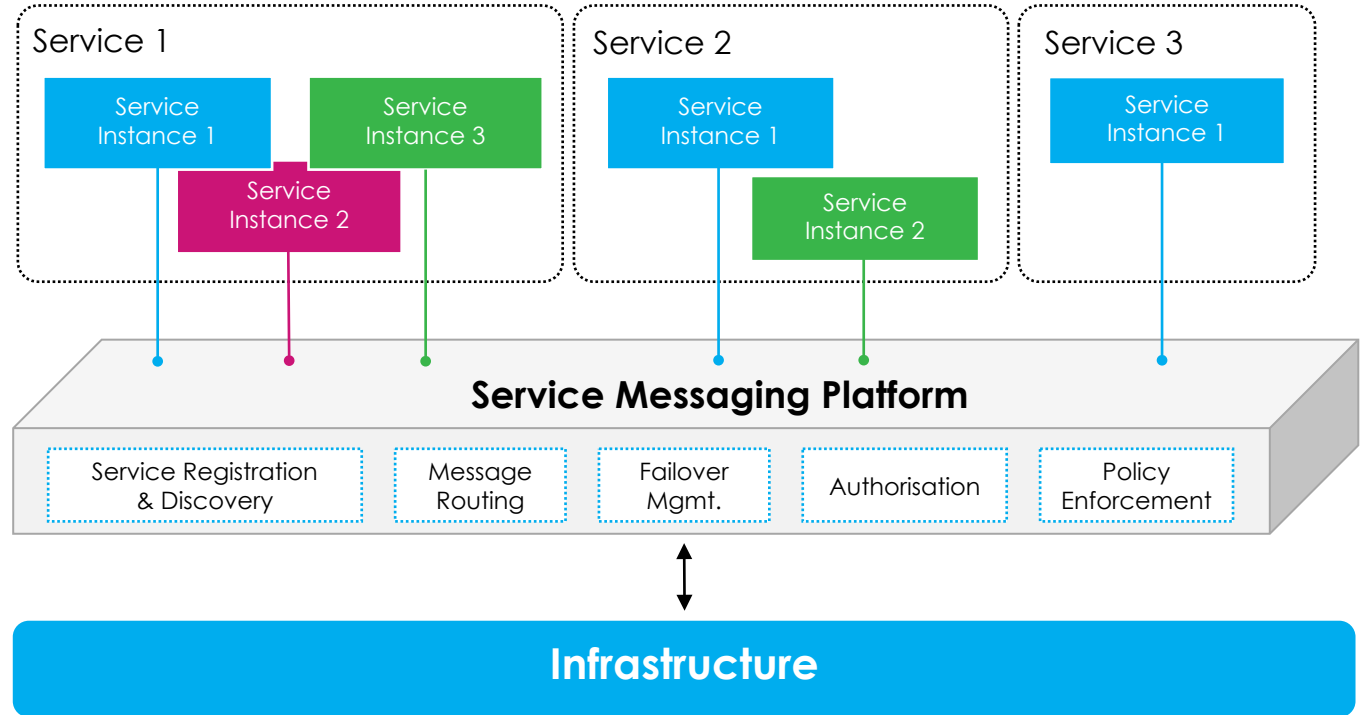 Service 1
Service
Instance 1
Service
Instance 3
Service
Instance 2
Service 2
Service
Instance 1
Service
Instance 2
Service 3
Service
Instance 1
Service Messaging Platform
Service Registration
& Discovery
Message
Routing
Failover
Mgmt.
Authorisation
Policy
Enforcement
Infrastructure